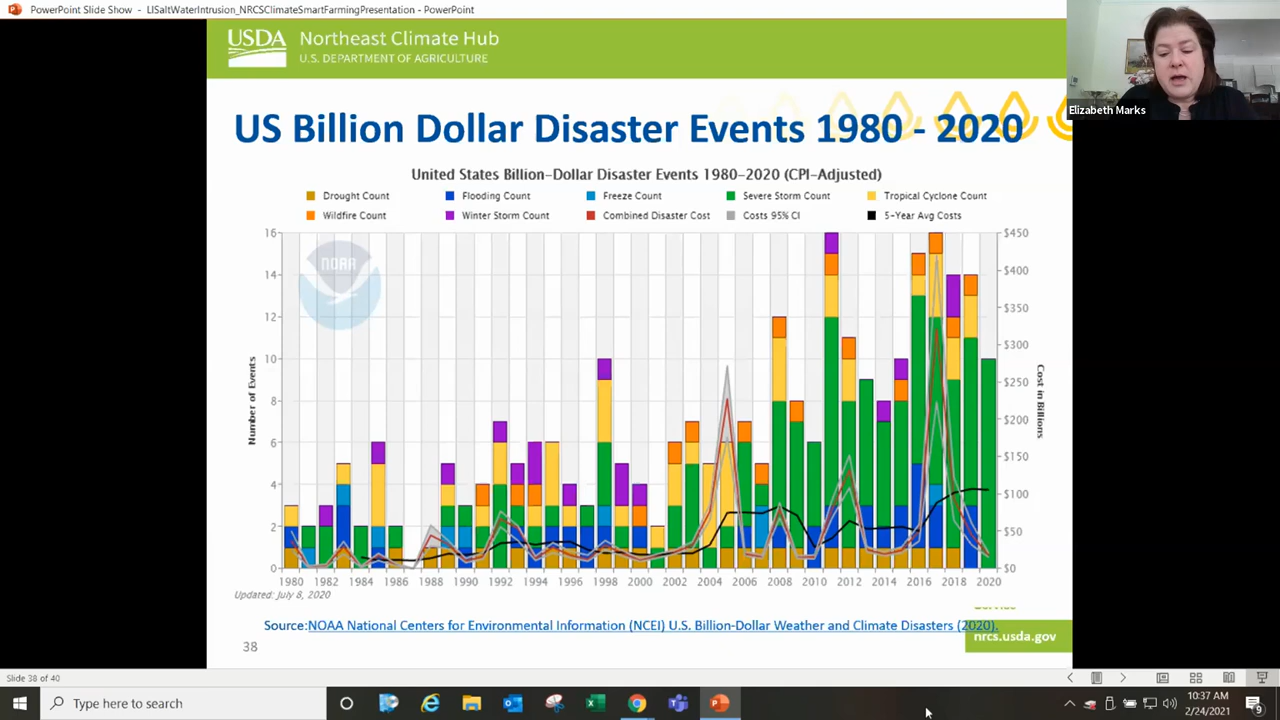 PowerPoint Slide Show - LISaltWaterIntrusion_NRCSClimateSmartFarmingPresentation - PowerPoint
USDA
Northeast Climate Hub
U.S. DEPARTMENT OF AGRICULTURE
Elizabeth Marks
US Billion Dollar Disaster Events 1980 - 2020
United States Billion-Dollar Disaster Events 1980-2020 (CPI-Adjusted)
Drought Count Flooding Count Freeze Count Severe Storm Count Tropical Cyclone Count
Wildfire Count Winter Storm Count Combined Disaster Cost Costs 95% CI 5-Year Avg Costs
NOAA
Number of Events
16
14
12
10
8
6
4
2
0
$450
$400
$350
$300
$250
$200
$150
$100
$50
$0
Cost in Billions
1980 1982 1984 1986 1988 1990 1992 1994 1996 1998 2000 2002 2004 2006 2008 2010 2012 2014 2016 2018 2020
Updated: July 8, 2020
Source:NOAA National Centers for Environmental Information (NCEI) U.S. Billion-Dollar Weather and Climate Disasters (2020).
nrcs.usda.gov
38
Slide 38 of 40
Type here to search
10:37 AM
2/24/2021
9